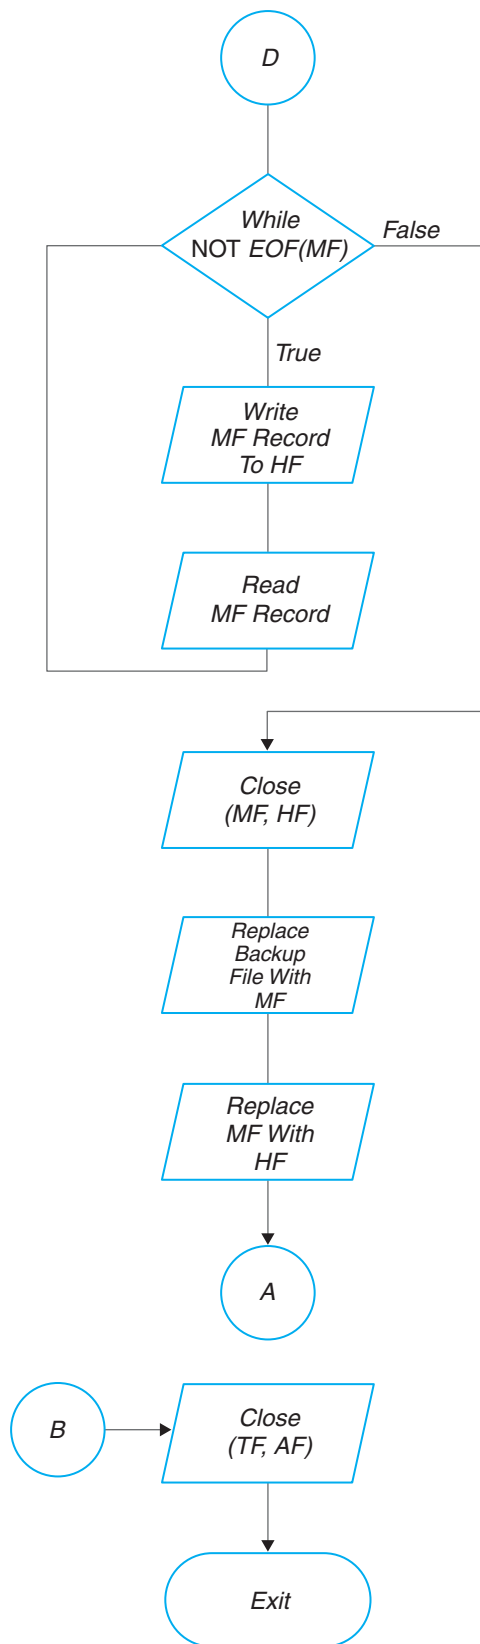 D
While
NOT EOF(MF)
False
True
Write
MF Record
To HF
Read
MF Record
Close
(MF, HF)
Replace
Backup
File With
MF
Replace
MF With
HF
A
B
Close
(TF, AF)
Exit